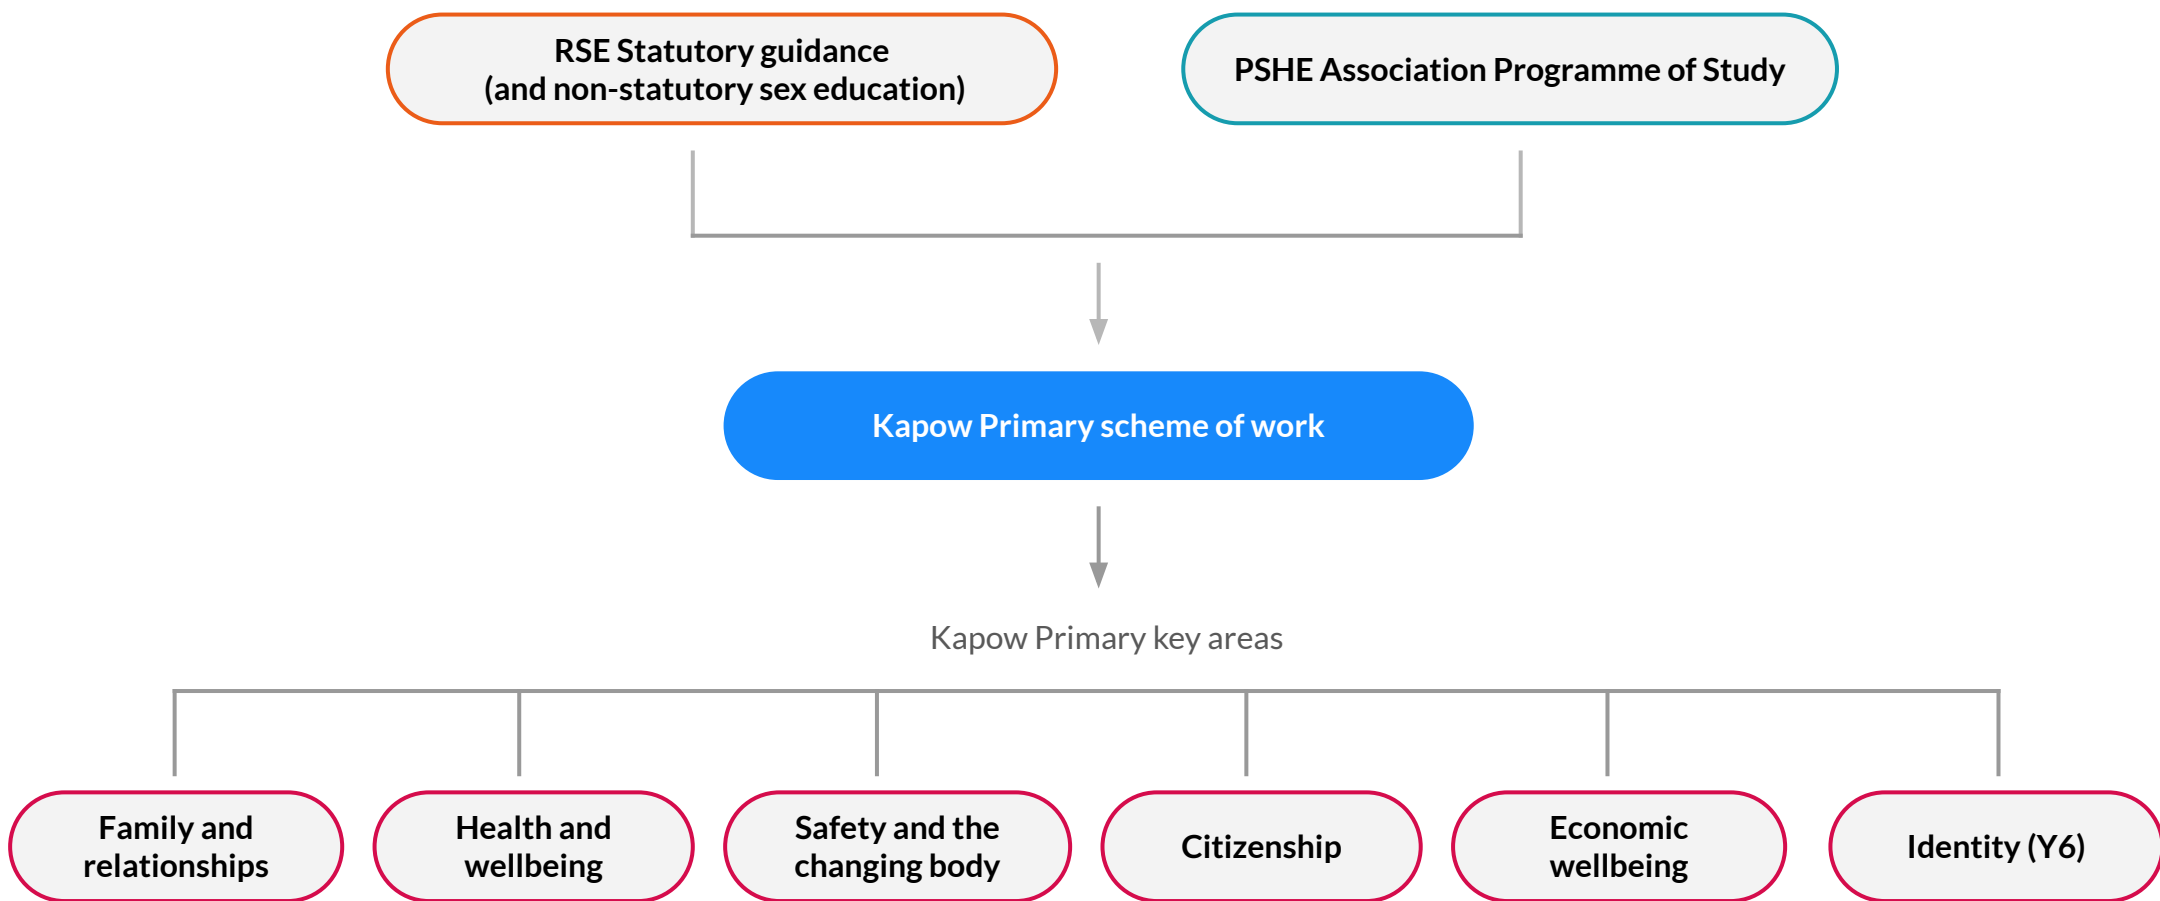 RSE Statutory guidance
(and non-statutory sex education)
PSHE Association Programme of Study
Kapow Primary scheme of work
Kapow Primary key areas
Family and
relationships
Health and
wellbeing
Safety and the
changing body
Citizenship
Economic
wellbeing
Identity (Y6)